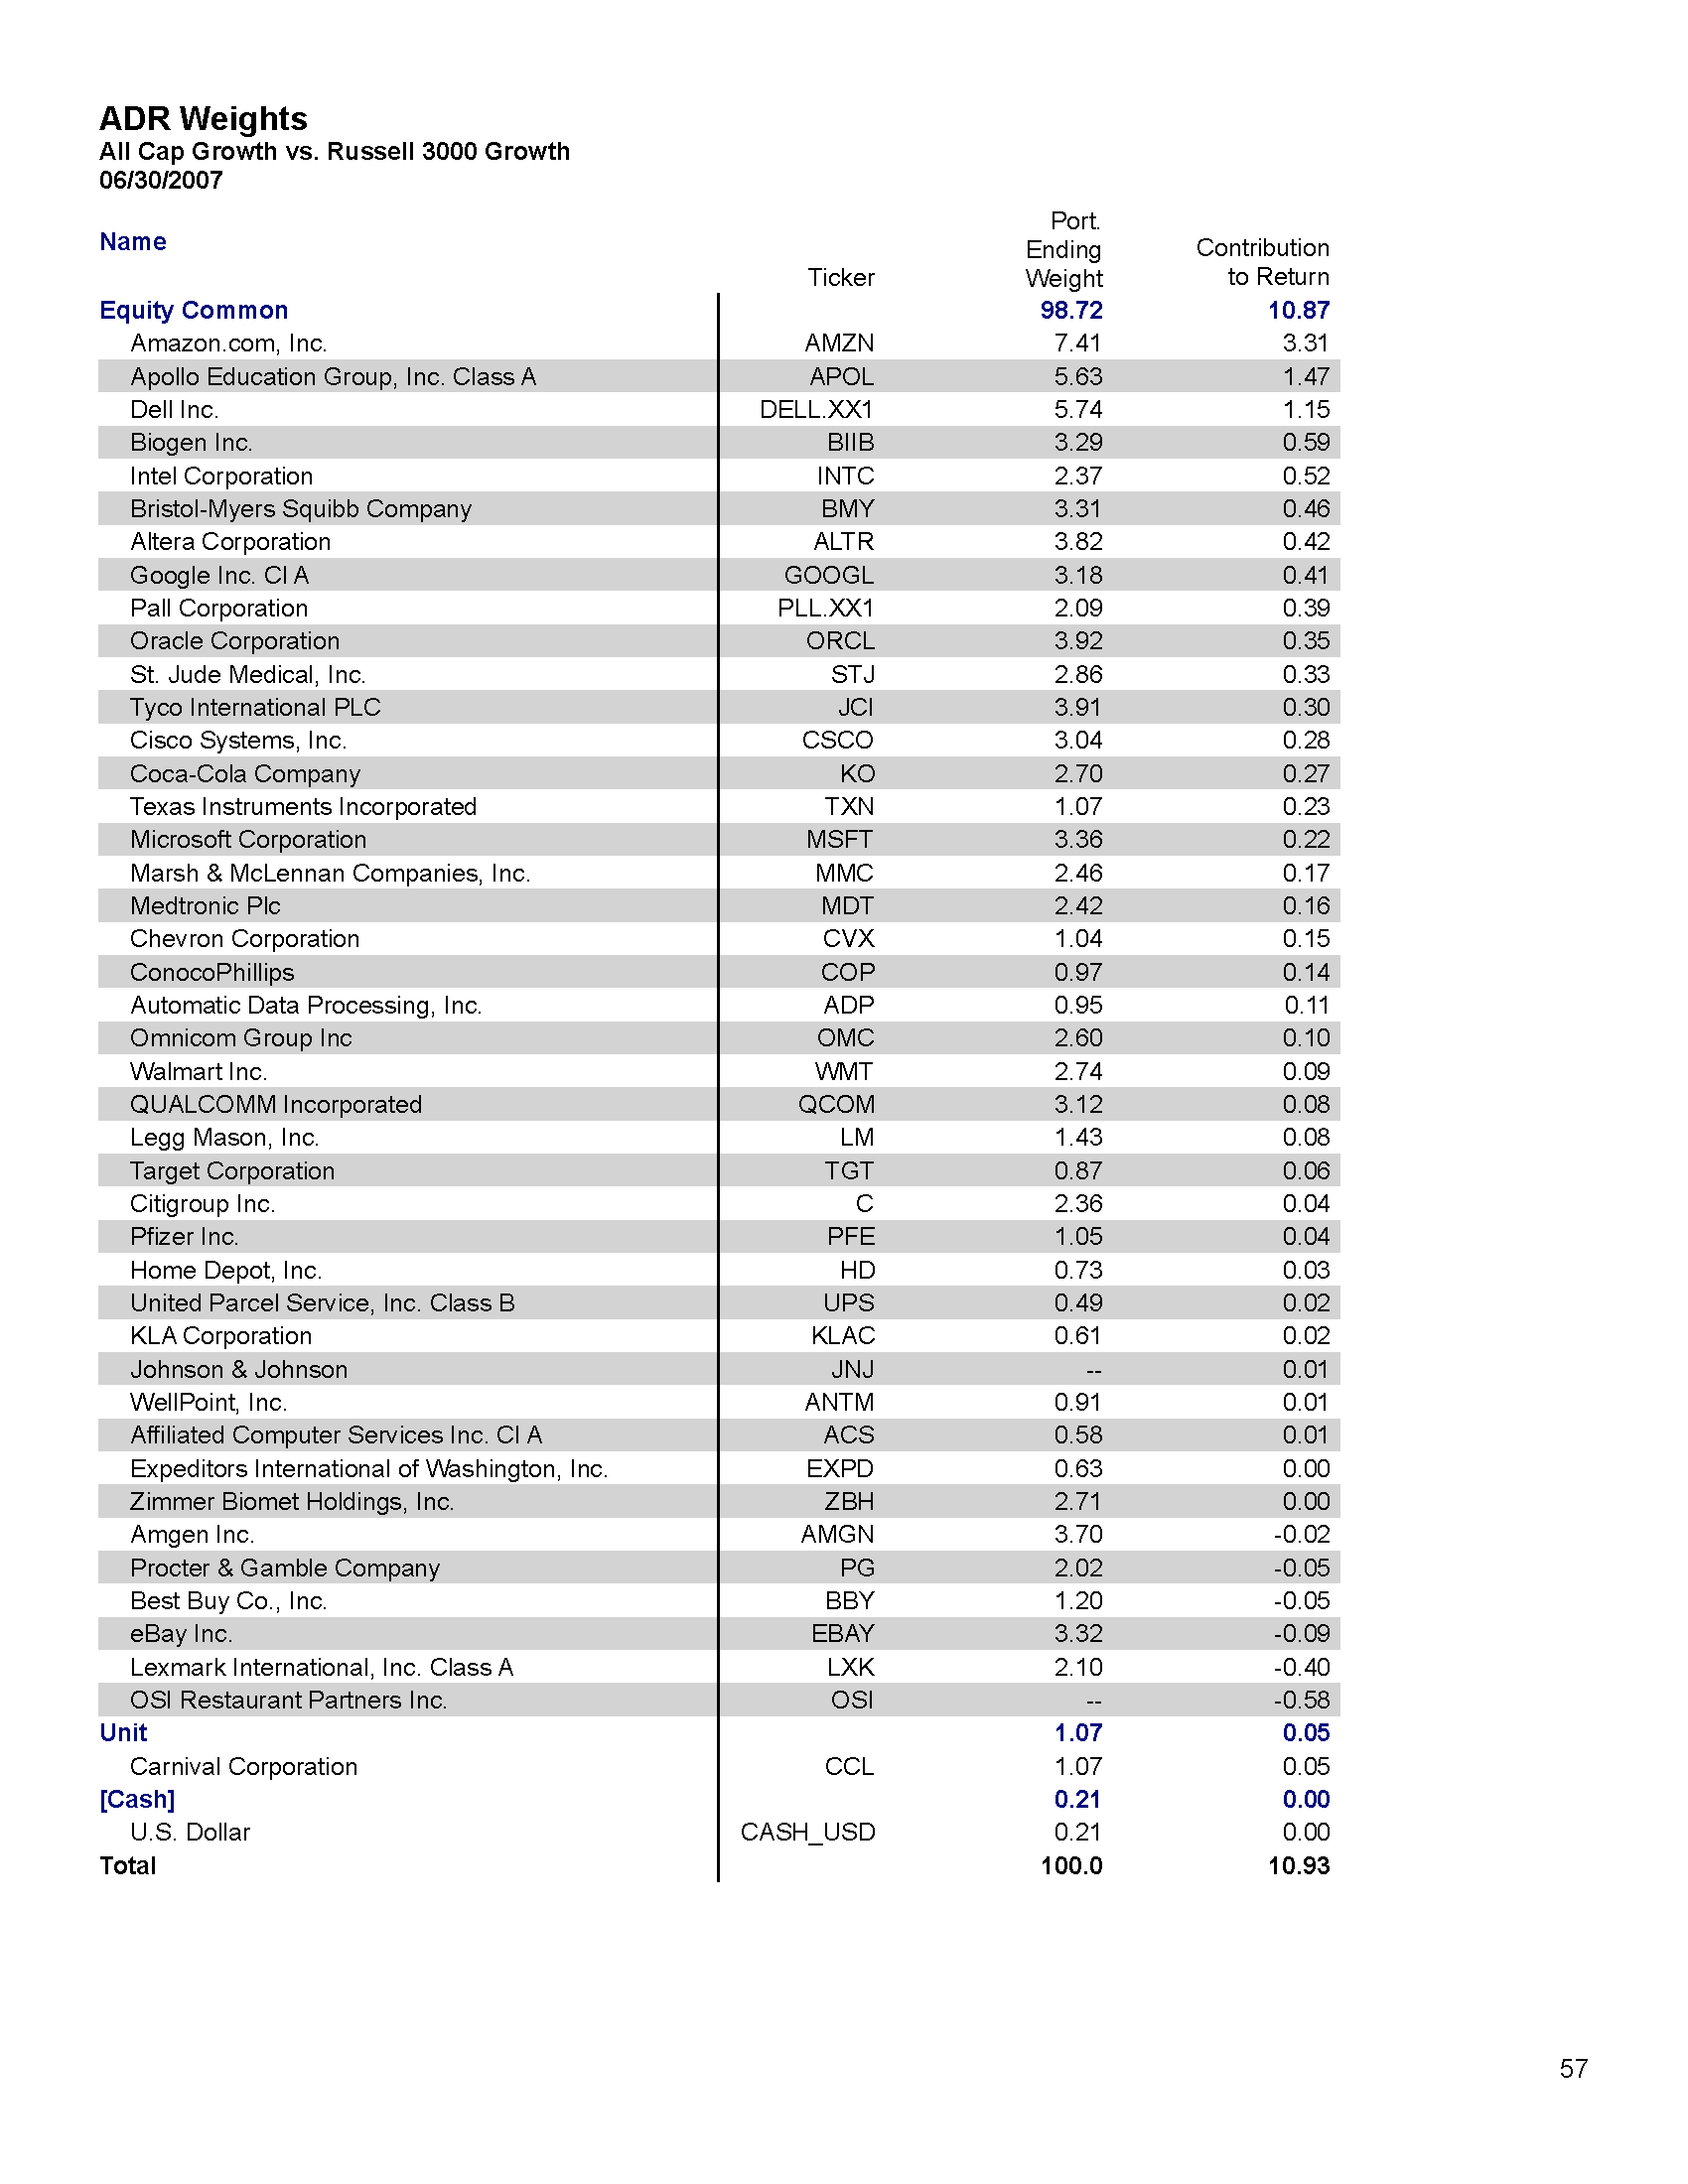 ADR Weights
All Cap Growth vs. Russell 3000 Growth
06/30/2007
Name Ticker Port. Ending Weight Contribution to Return
Equity Common 98.72 10.87
Amazon.com, Inc. AMZN 7.41 3.31
Apollo Education Group, Inc. Class A APOL 5.63 1.47
Dell Inc. DELL.XX1 5.74 1.15
Biogen Inc. BIIB 3.29 0.59
Intel Corporation INTC 2.37 0.52
Bristol-Myers Squibb Company BMY 3.31 0.46
Altera Corporation ALTR 3.82 0.42
Google Inc. Cl A GOOGL 3.18 0.41
Pall Corporation PLL.XX1 2.09 0.39
Oracle Corporation ORCL 3.92 0.35
St. Jude Medical, Inc. STJ 2.86 0.33
Tyco International PLC JCI 3.91 0.30
Cisco Systems, Inc. CSCO 3.04 0.28
Coca-Cola Company KO 2.70 0.27
Texas Instruments Incorporated TXN 1.07 0.23
Microsoft Corporation MSFT 3.36 0.22
Marsh & McLennan Companies, Inc. MMC 2.46 0.17
Medtronic Plc MDT 2.42 0.16
Chevron Corporation CVX 1.04 0.15
ConocoPhillips COP 0.97 0.14
Automatic Data Processing, Inc. ADP 0.95 0.11
Omnicom Group Inc OMC 2.60 0.10
Walmart Inc. WMT 2.74 0.09
QUALCOMM Incorporated QCOM 3.12 0.08
Legg Mason, Inc. LM 1.43 0.08
Target Corporation TGT 0.87 0.06
Citigroup Inc. C 2.36 0.04
Pfizer Inc. PFE 1.05 0.04
Home Depot, Inc. HD 0.73 0.03
United Parcel Service, Inc. Class B UPS 0.49 0.02
KLA Corporation KLAC 0.61 0.02
Johnson & Johnson JNJ -- 0.01
WellPoint, Inc. ANTM 0.91 0.01
Affiliated Computer Services Inc. Cl A ACS 0.58 0.01
Expeditors International of Washington, Inc. EXPD 0.63 0.00
Zimmer Biomet Holdings, Inc. ZBH 2.71 0.00
Amgen Inc. AMGN 3.70 -0.02
Procter & Gamble Company PG 2.02 -0.05
Best Buy Co., Inc. BBY 1.20 -0.05
eBay Inc. EBAY 3.32 -0.09
Lexmark International, Inc. Class A LXK 2.10 -0.40
OSI Restaurant Partners Inc. OSI -- -0.58
Unit 1.07 0.05
Carnival Corporation CCL 1.07 0.05
[Cash] 0.21 0.00
U.S. Dollar CASH_USD 0.21 0.00
Total 100.0 10.93
57